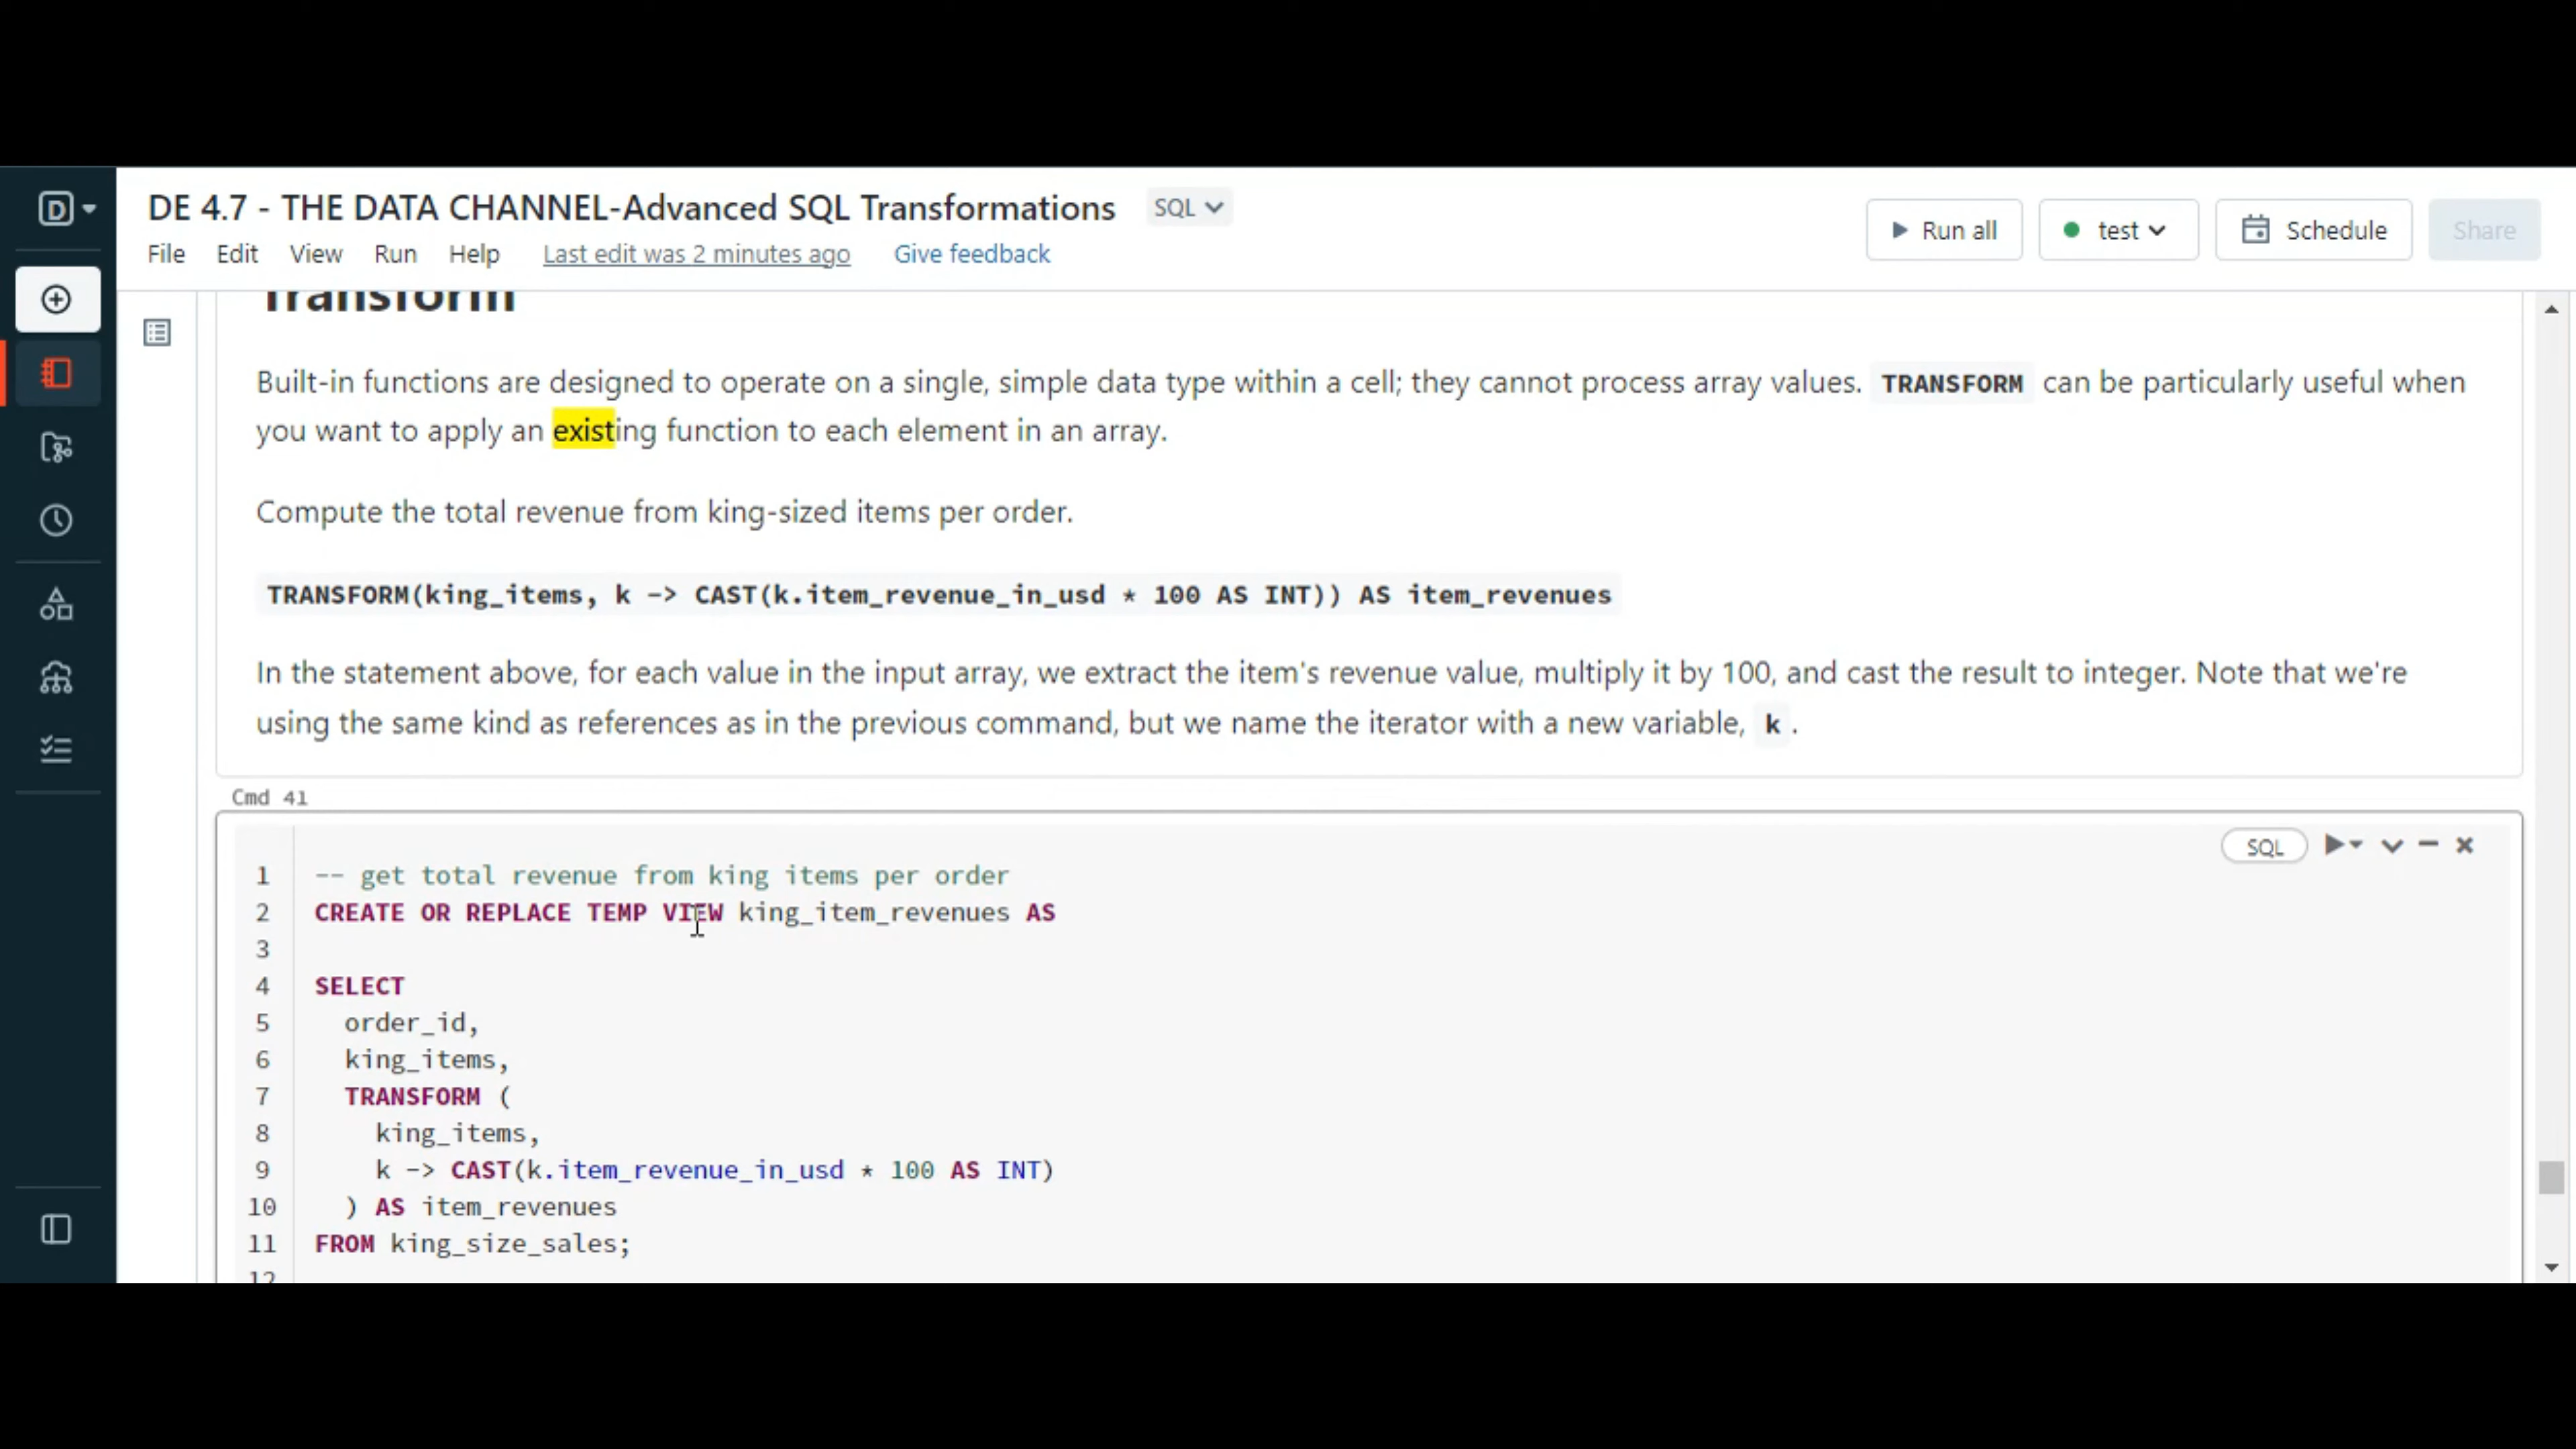 DE 4.7 - THE DATA CHANNEL-Advanced SQL Transformations SQL
File Edit View Run Help Last edit was 2 minutes ago Give feedback
Run all test Schedule Share
Transform
Built-in functions are designed to operate on a single, simple data type within a cell; they cannot process array values. TRANSFORM can be particularly useful when
you want to apply an existing function to each element in an array.
Compute the total revenue from king-sized items per order.
TRANSFORM(king_items, k -> CAST(k.item_revenue_in_usd * 100 AS INT)) AS item_revenues
In the statement above, for each value in the input array, we extract the item's revenue value, multiply it by 100, and cast the result to integer. Note that we're
using the same kind as references as in the previous command, but we name the iterator with a new variable, k .
Cmd 41
SQL
1 -- get total revenue from king items per order
2 CREATE OR REPLACE TEMP VIEW king_item_revenues AS
3
4 SELECT
5 order_id,
6 king_items,
7 TRANSFORM (
8 king_items,
9 k -> CAST(k.item_revenue_in_usd * 100 AS INT)
10 ) AS item_revenues
11 FROM king_size_sales;
12